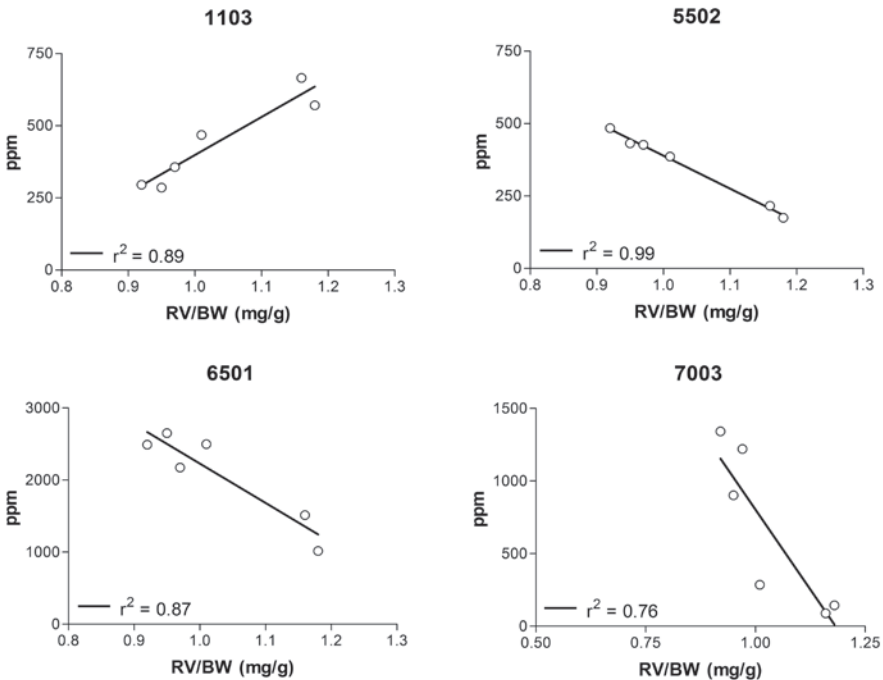 1103
750
500
250
0
ppm
r² = 0.89
0.8 0.9 1.0 1.1 1.2 1.3
RV/BW (mg/g)
5502
750
500
250
0
ppm
r² = 0.99
0.8 0.9 1.0 1.1 1.2 1.3
RV/BW (mg/g)
6501
3000
2000
1000
0
ppm
r² = 0.87
0.8 0.9 1.0 1.1 1.2 1.3
RV/BW (mg/g)
7003
1500
1000
500
0
ppm
r² = 0.76
0.50 0.75 1.00 1.25
RV/BW (mg/g)